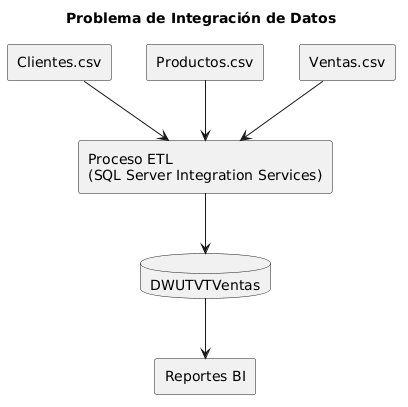 Problema de Integración de Datos
Clientes.csv
Productos.csv
Ventas.csv
Proceso ETL
(SQL Server Integration Services)
DWUTVTVentas
Reportes BI